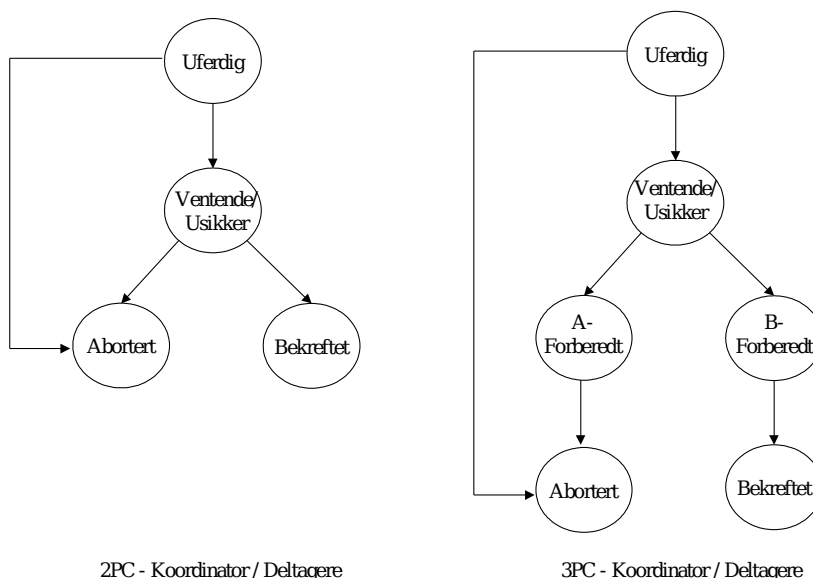 Uferdig
Ventende/
Usikker
Abortert
Bekreftet
2PC - Koordinator / Deltagere
Uferdig
Ventende/
Usikker
A-
Forberedt
B-
Forberedt
Abortert
Bekreftet
3PC - Koordinator / Deltagere